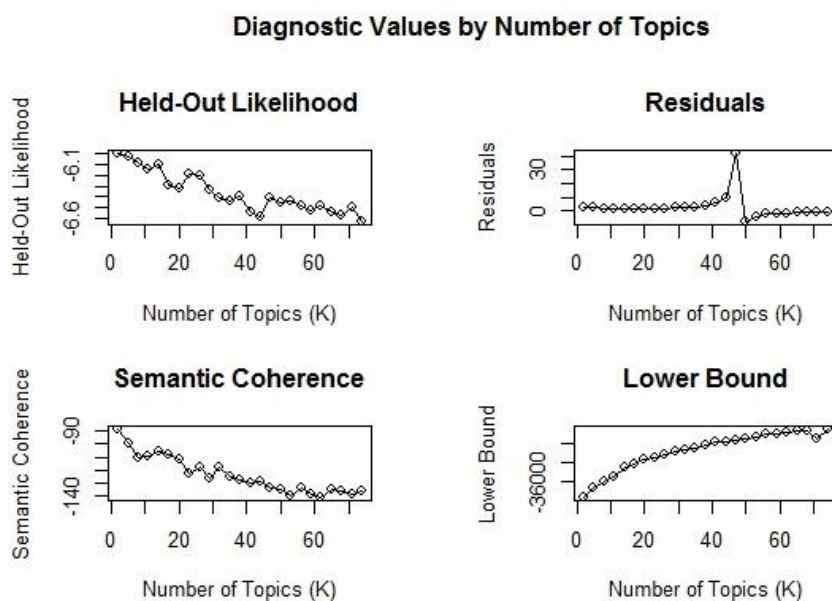 Diagnostic Values by Number of Topics
Held-Out Likelihood
Held-Out Likelihood
-6.1
-6.6
0 20 40 60
Number of Topics (K)
Residuals
Residuals
30
0
0 20 40 60
Number of Topics (K)
Semantic Coherence
Semantic Coherence
-90
-140
0 20 40 60
Number of Topics (K)
Lower Bound
Lower Bound
-36000
0 20 40 60
Number of Topics (K)